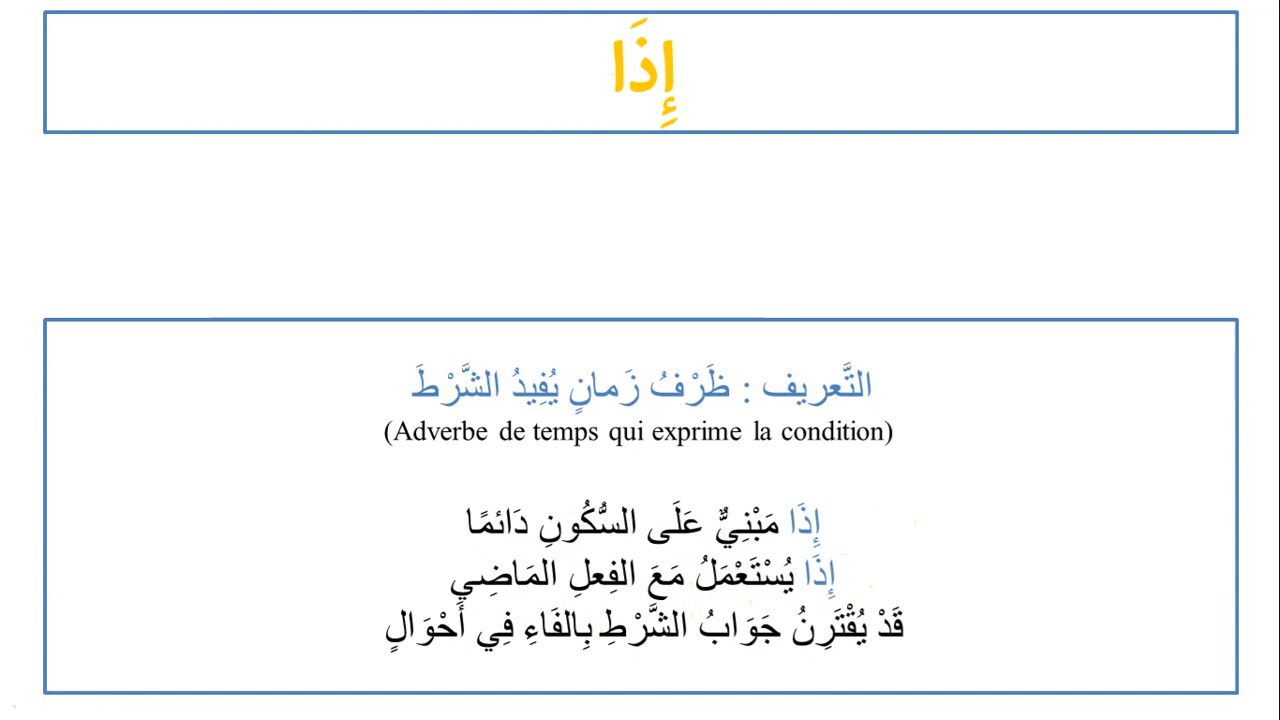 إِذَا
التَّعريف : ظَرْفُ زَمانٍ يُفِيدُ الشَّرْطَ
(Adverbe de temps qui exprime la condition)
إِذَا مَبْنِيٌّ عَلَى السُّكُونِ دَائمًا
إِذَا يُسْتَعْمَلُ مَعَ الفِعلِ المَاضِي
قَدْ يُقْتَرِنُ جَوَابُ الشَّرْطِ بِالفَاءِ فِي أَحْوَالٍ